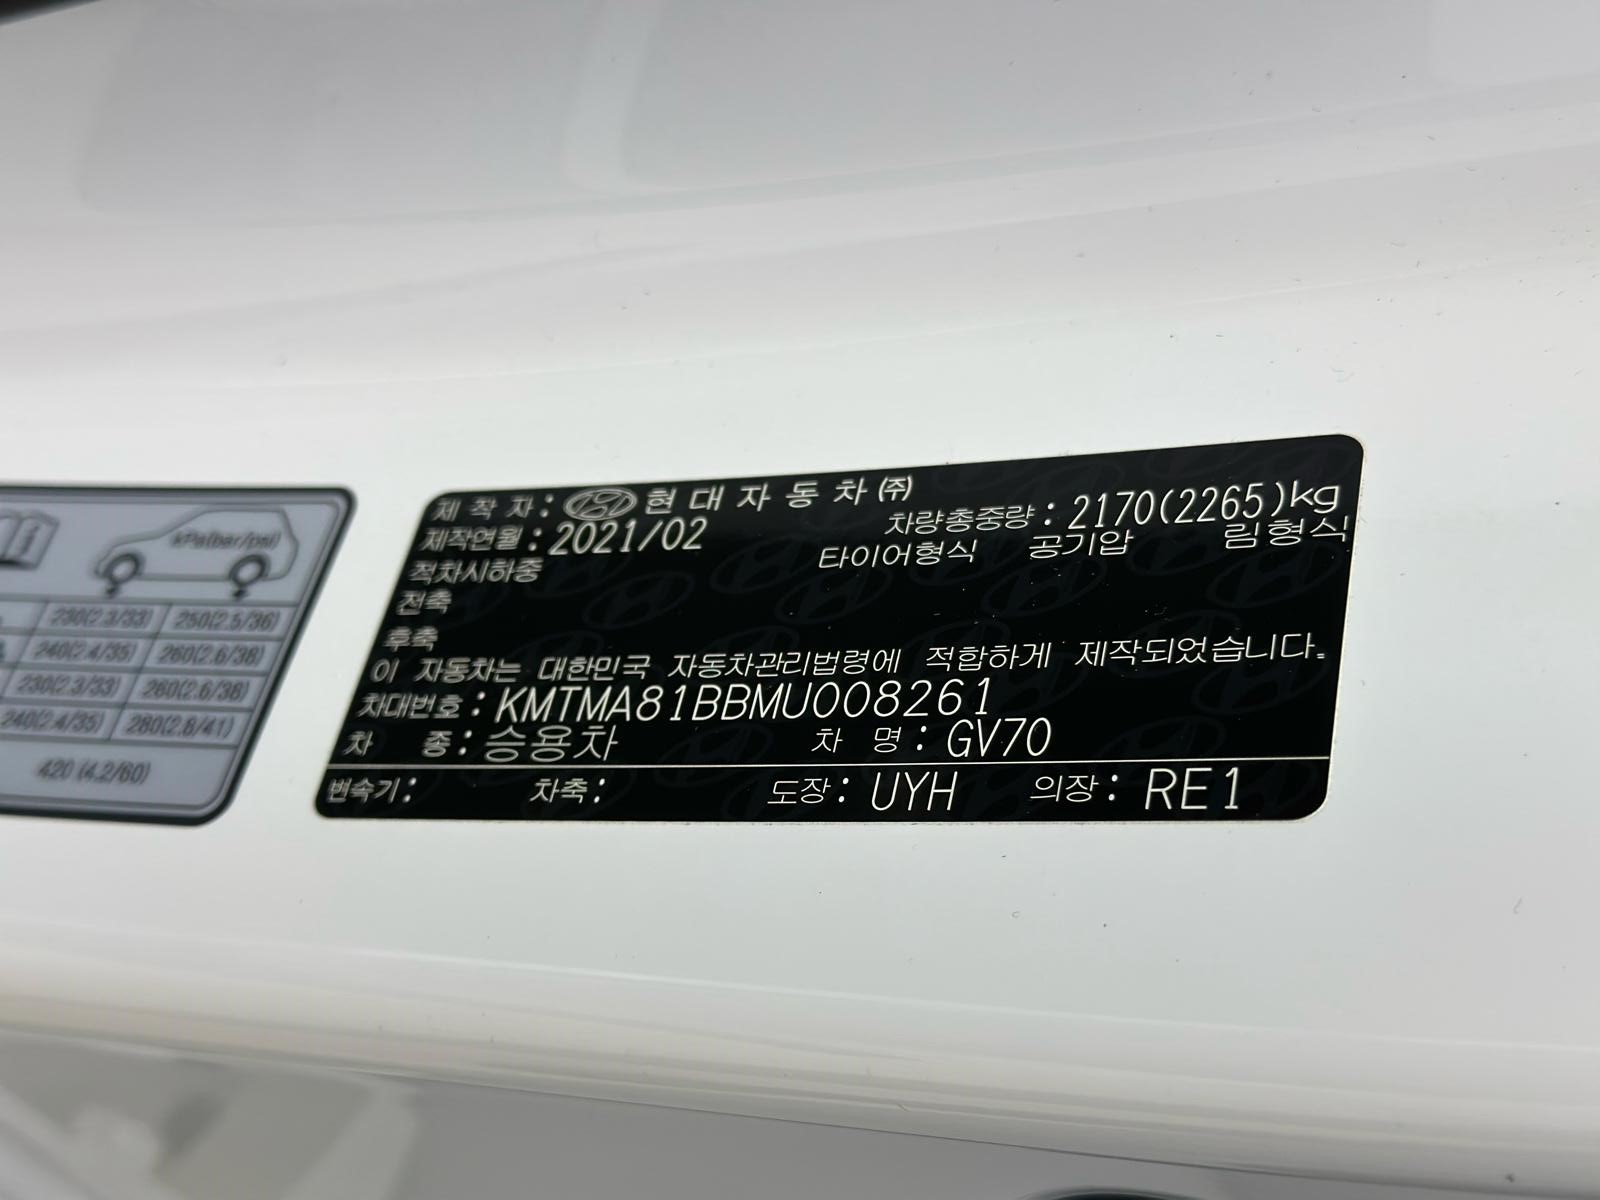 kPa(bar/psi)
230(2.3/33) 250(2.5/36)
240(2.4/35) 260(2.6/38)
230(2.3/33) 260(2.6/38)
240(2.4/35) 280(2.8/41)
420 (4.2/60)
제 작 자 : 현 대 자 동 차 ㈜
차량총중량 : 2170(2265)kg
제작연월 : 2021/02
타이어형식 공기압 림형식
적차시하중
전축
후축
이 자동차는 대한민국 자동차관리법령에 적합하게 제작되었습니다.
차대번호 : KMTMA81BBMU008261
차 종 : 승용차 차 명 : GV70
변속기 : 차축 : 도장 : UYH 의장 : RE1